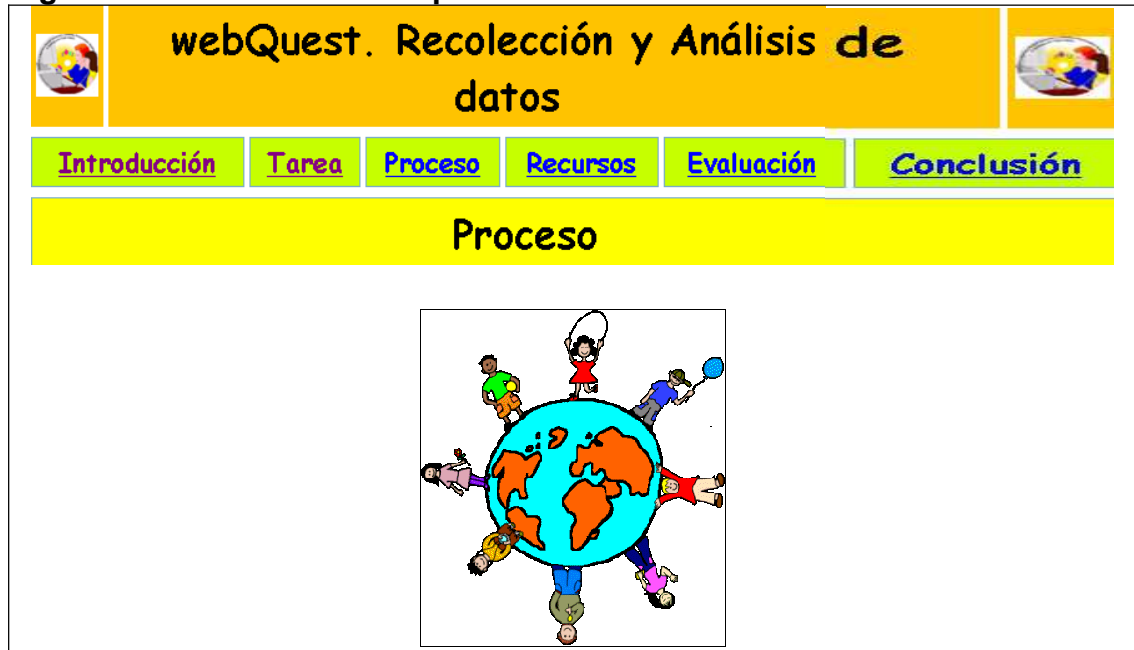 webQuest. Recolección y Análisis de
datos
Introducción Tarea Proceso Recursos Evaluación Conclusión
Proceso